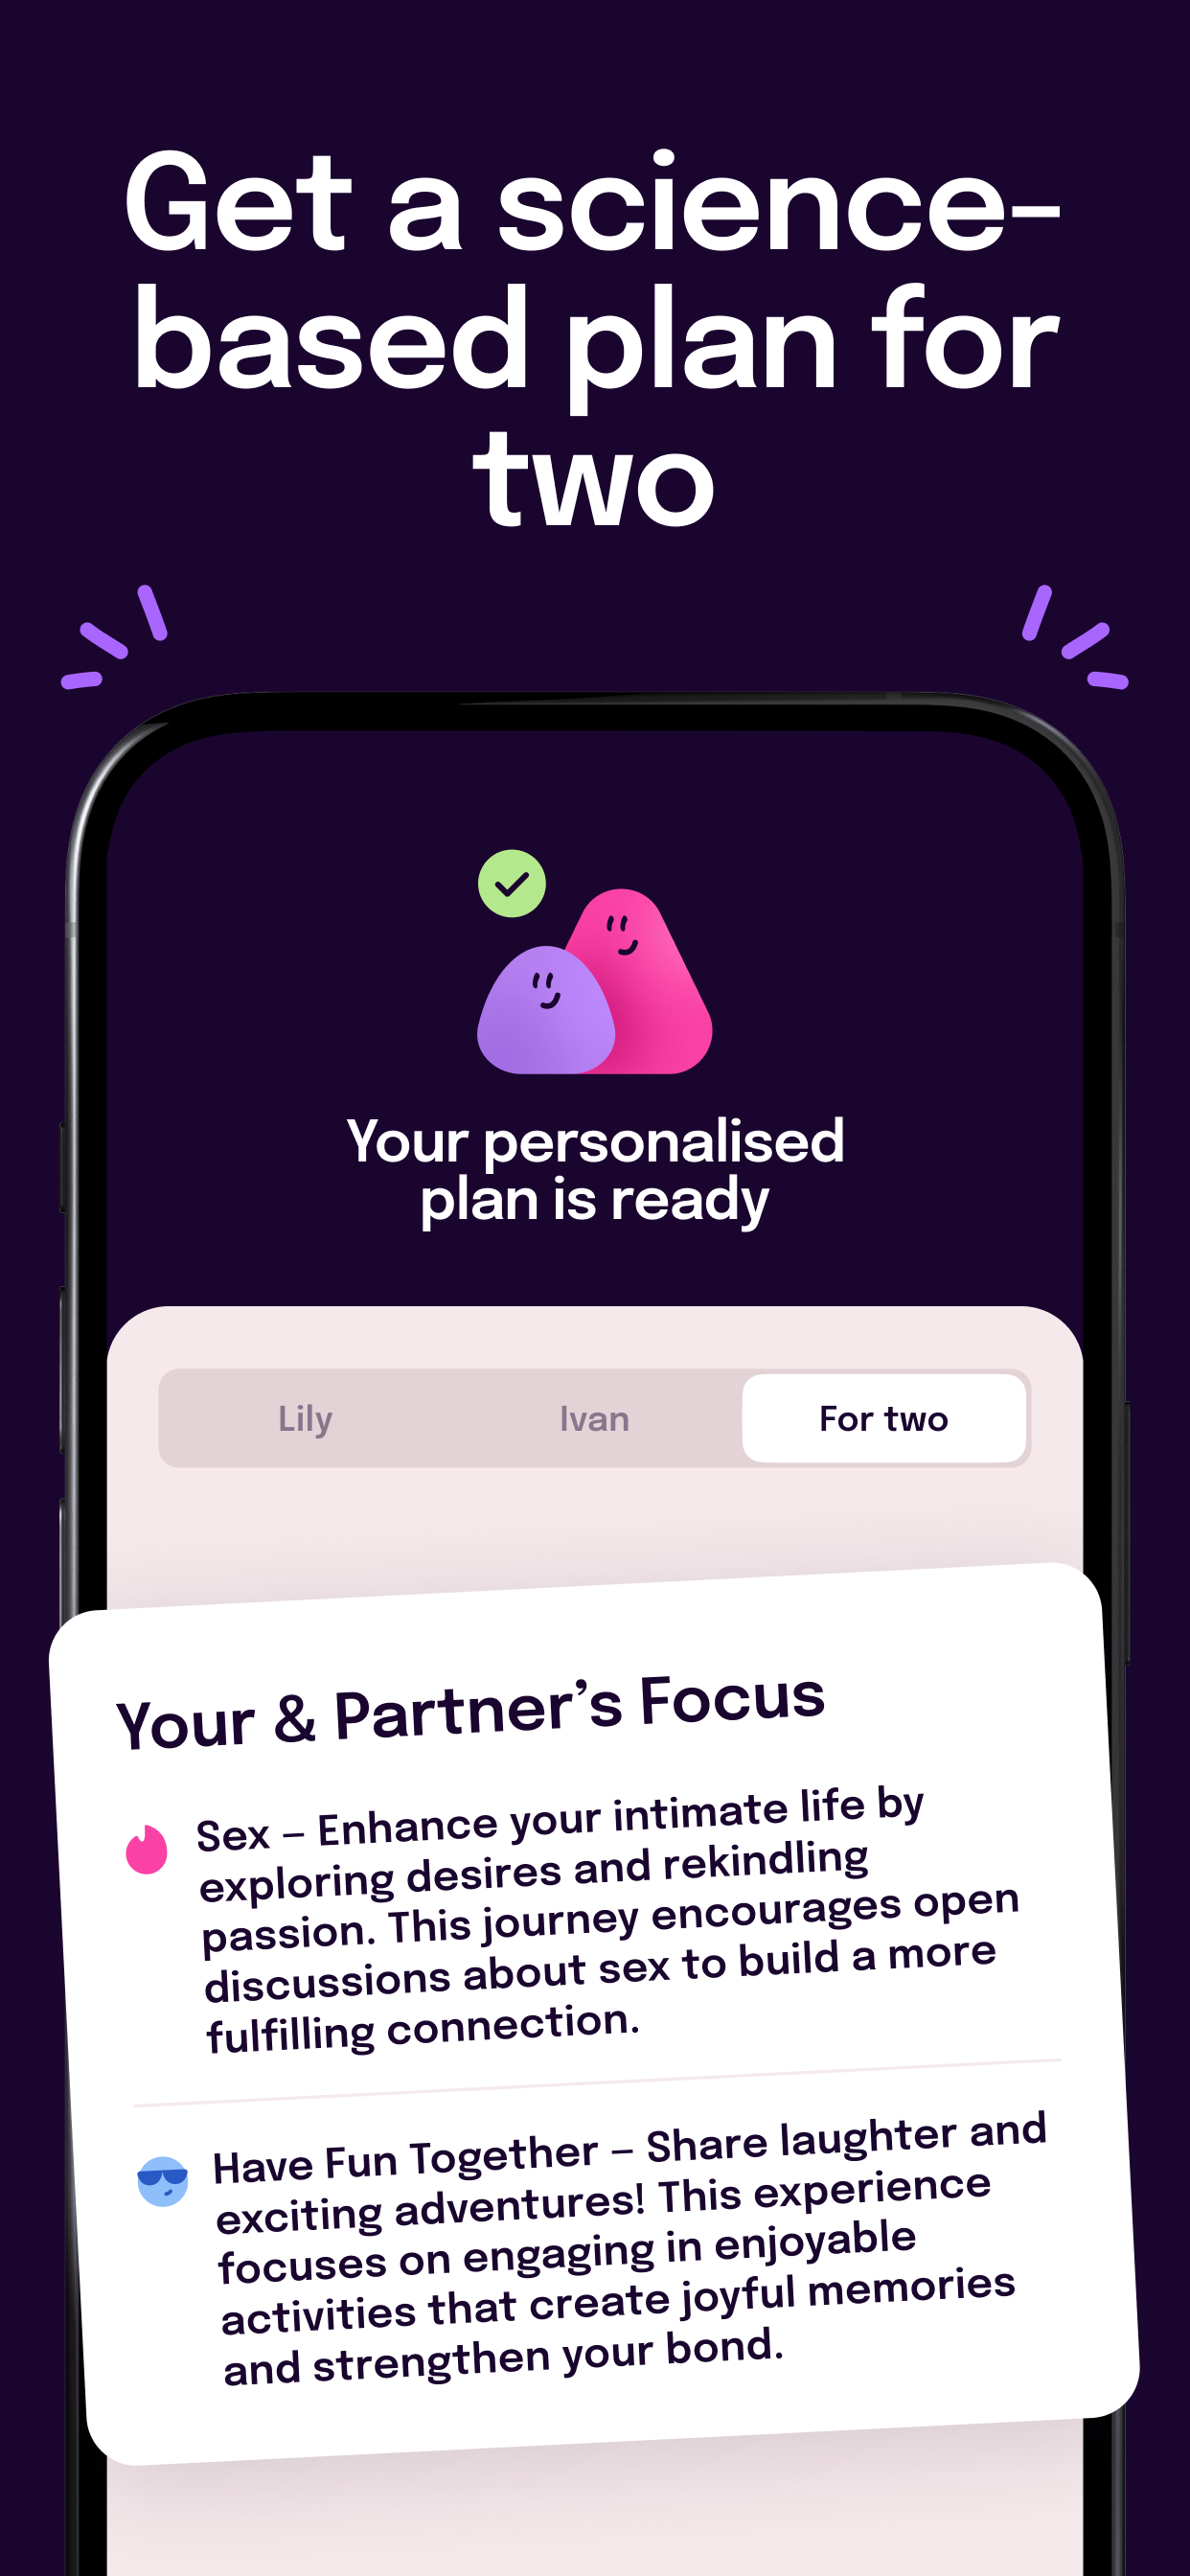 Get a science-
based plan for
two
Your personalised
plan is ready
Lily
Ivan
For two
Your & Partner’s Focus
Sex – Enhance your intimate life by
exploring desires and rekindling
passion. This journey encourages open
discussions about sex to build a more
fulfilling connection.
Have Fun Together – Share laughter and
exciting adventures! This experience
focuses on engaging in enjoyable
activities that create joyful memories
and strengthen your bond.